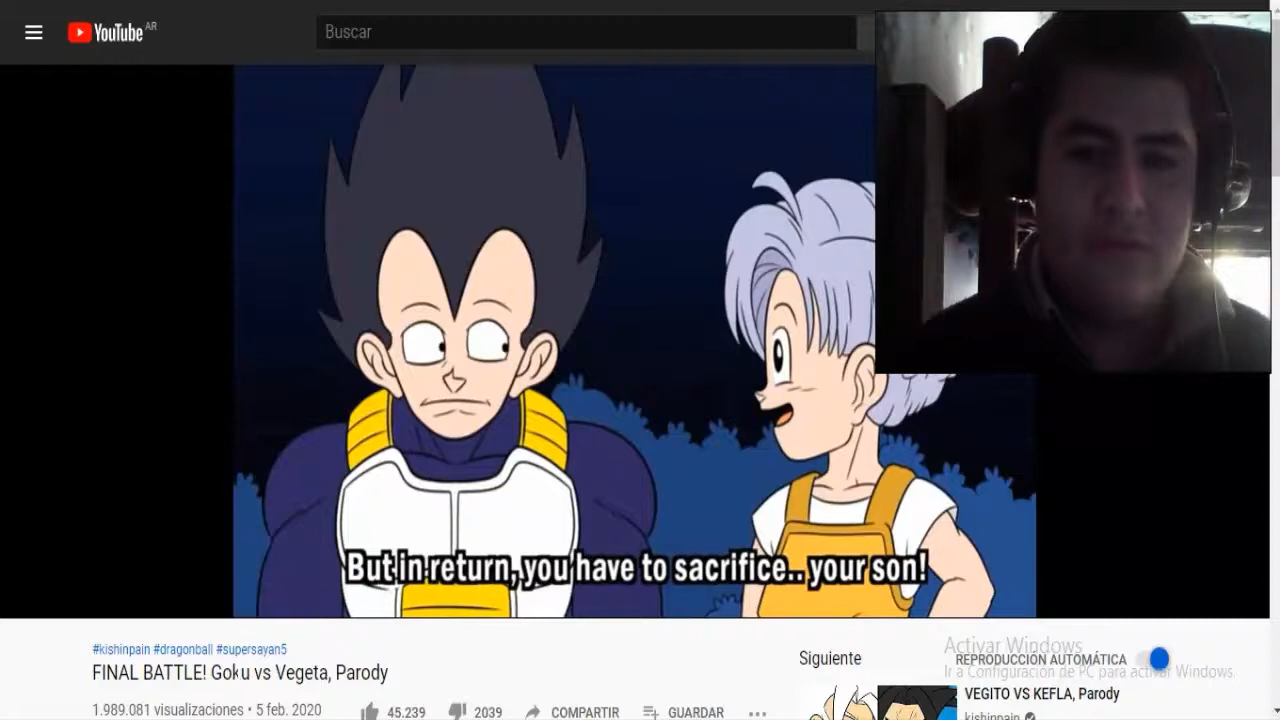 YouTube AR
Buscar
But in return, you have to sacrifice.. your son!
#kishinpain #dragonball #supersayan5
FINAL BATTLE! Goku vs Vegeta, Parody
1.989.081 visualizaciones • 5 feb. 2020
45.239
2039
COMPARTIR
GUARDAR
Siguiente
REPRODUCCIÓN AUTOMÁTICA
Activar Windows
Ir a Configuración de PC para activar Windows.
VEGITO VS KEFLA, Parody
kishinpain